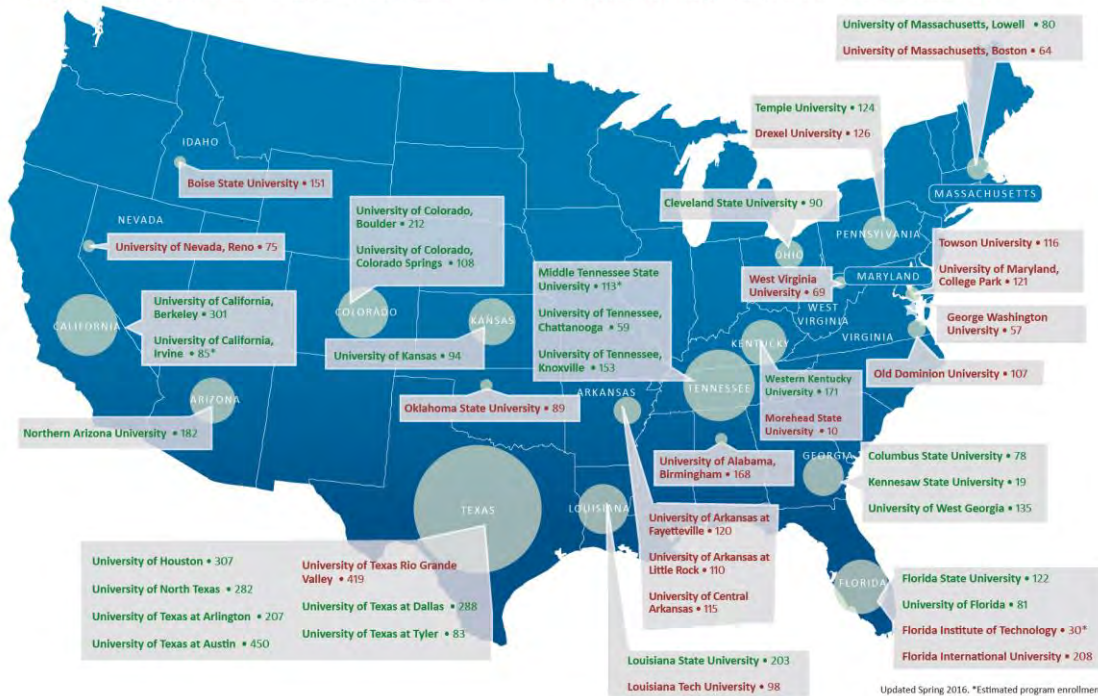 University of Massachusetts, Lowell • 80
University of Massachusetts, Boston • 64
Temple University • 124
Drexel University • 126
IDAHO
Boise State University • 151
MASSACHUSETTS
Cleveland State University • 90
University of Colorado,
Boulder • 212
University of Colorado,
Colorado Springs • 108
NEVADA
University of Nevada, Reno • 75
PENNSYLVANIA
OHIO
Towson University • 116
University of Maryland,
College Park • 121
Middle Tennessee State
University • 113*
University of Tennessee,
Chattanooga • 59
University of Tennessee,
Knoxville • 153
West Virginia
University • 69
MARYLAND
WEST
VIRGINIA
VIRGINIA
George Washington
University • 57
CALIFORNIA
University of California,
Berkeley • 301
University of California,
Irvine • 85*
COLORADO
KANSAS
University of Kansas • 94
KENTUCKY
Old Dominion University • 107
ARIZONA
Northern Arizona University • 182
Oklahoma State University • 89
ARKANSAS
TENNESSEE
Western Kentucky
University • 171
Morehead State
University • 10
University of Alabama,
Birmingham • 168
GEORGIA
Columbus State University • 78
Kennesaw State University • 19
University of West Georgia • 135
TEXAS
LOUISIANA
University of Arkansas at
Fayetteville • 120
University of Arkansas at
Little Rock • 110
University of Central
Arkansas • 115
University of Houston • 307
University of North Texas • 282
University of Texas at Arlington • 207
University of Texas at Austin • 450
University of Texas Rio Grande
Valley • 419
University of Texas at Dallas • 288
University of Texas at Tyler • 83
FLORIDA
Florida State University • 122
University of Florida • 81
Florida Institute of Technology • 30*
Florida International University • 208
Louisiana State University • 203
Louisiana Tech University • 98
Updated Spring 2016. *Estimated program enrollmen